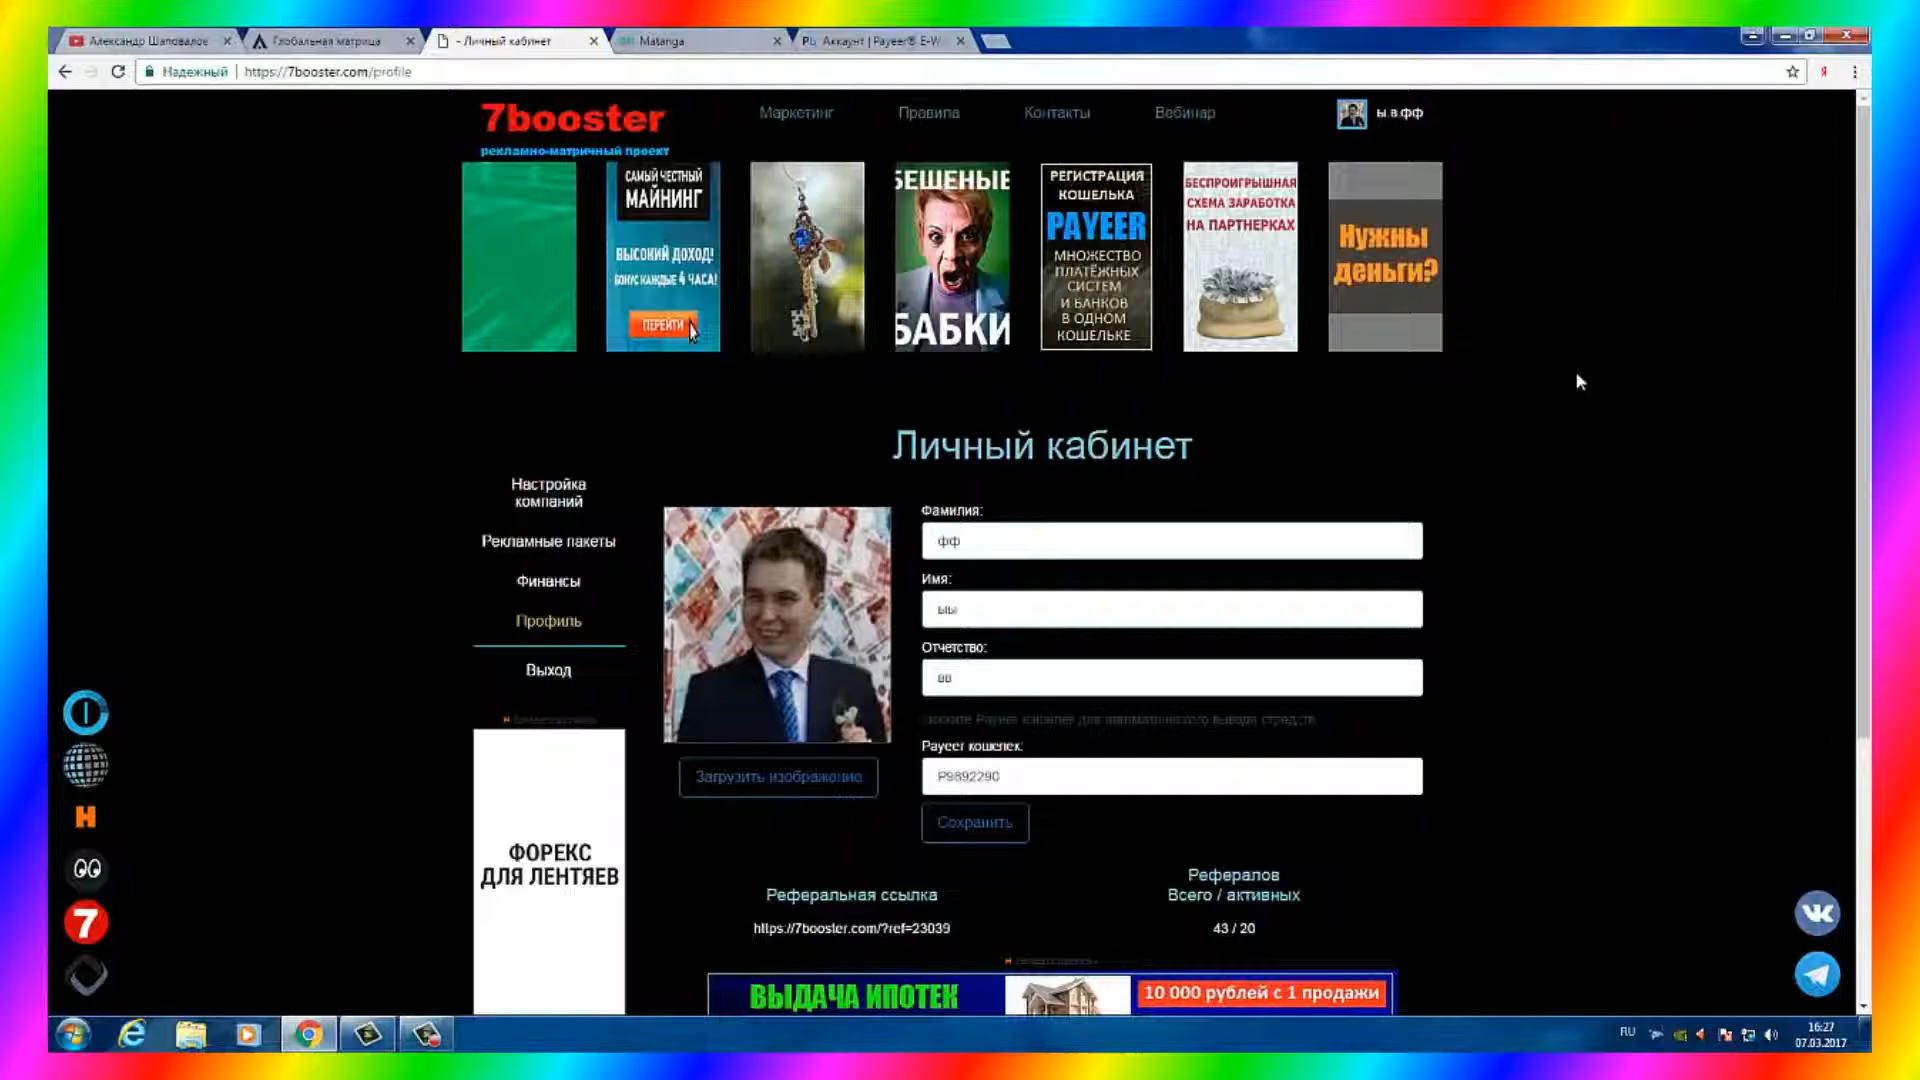 Александр Шаповалов
Глобальная матрица
- Личный кабинет
Matanga
Аккаунт | Payeer® E-W
Надежный
https://7booster.com/profile
7booster
рекламно-матричный проект
Маркетинг
Правила
Контакты
Вебинар
ы.в.фф
САМЫЙ ЧЕСТНЫЙ
МАЙНИНГ
ВЫСОКИЙ ДОХОД!
БОНУС КАЖДЫЕ 4 ЧАСА!
ПЕРЕЙТИ
БЕШЕНЫЕ
БАБКИ
РЕГИСТРАЦИЯ
КОШЕЛЬКА
PAYEER
МНОЖЕСТВО
ПЛАТЁЖНЫХ
СИСТЕМ
И БАНКОВ
В ОДНОМ
КОШЕЛЬКЕ
БЕСПРОИГРЫШНАЯ
СХЕМА ЗАРАБОТКА
НА ПАРТНЕРКАХ
Нужны
деньги?
Личный кабинет
Настройка
компаний
Рекламные пакеты
Финансы
Профиль
Выход
ФОРЕКС
ДЛЯ ЛЕНТЯЕВ
Загрузить изображение
Фамилия:
фф
Имя:
ыы
Отчетство:
вв
Payeer кошелек:
P9892290
Сохранить
Реферальная ссылка
https://7booster.com/?ref=23039
Рефералов
Всего / активных
43 / 20
ВЫДАЧА ИПОТЕК
10 000 рублей с 1 продажи
RU
16:27
07.03.2017